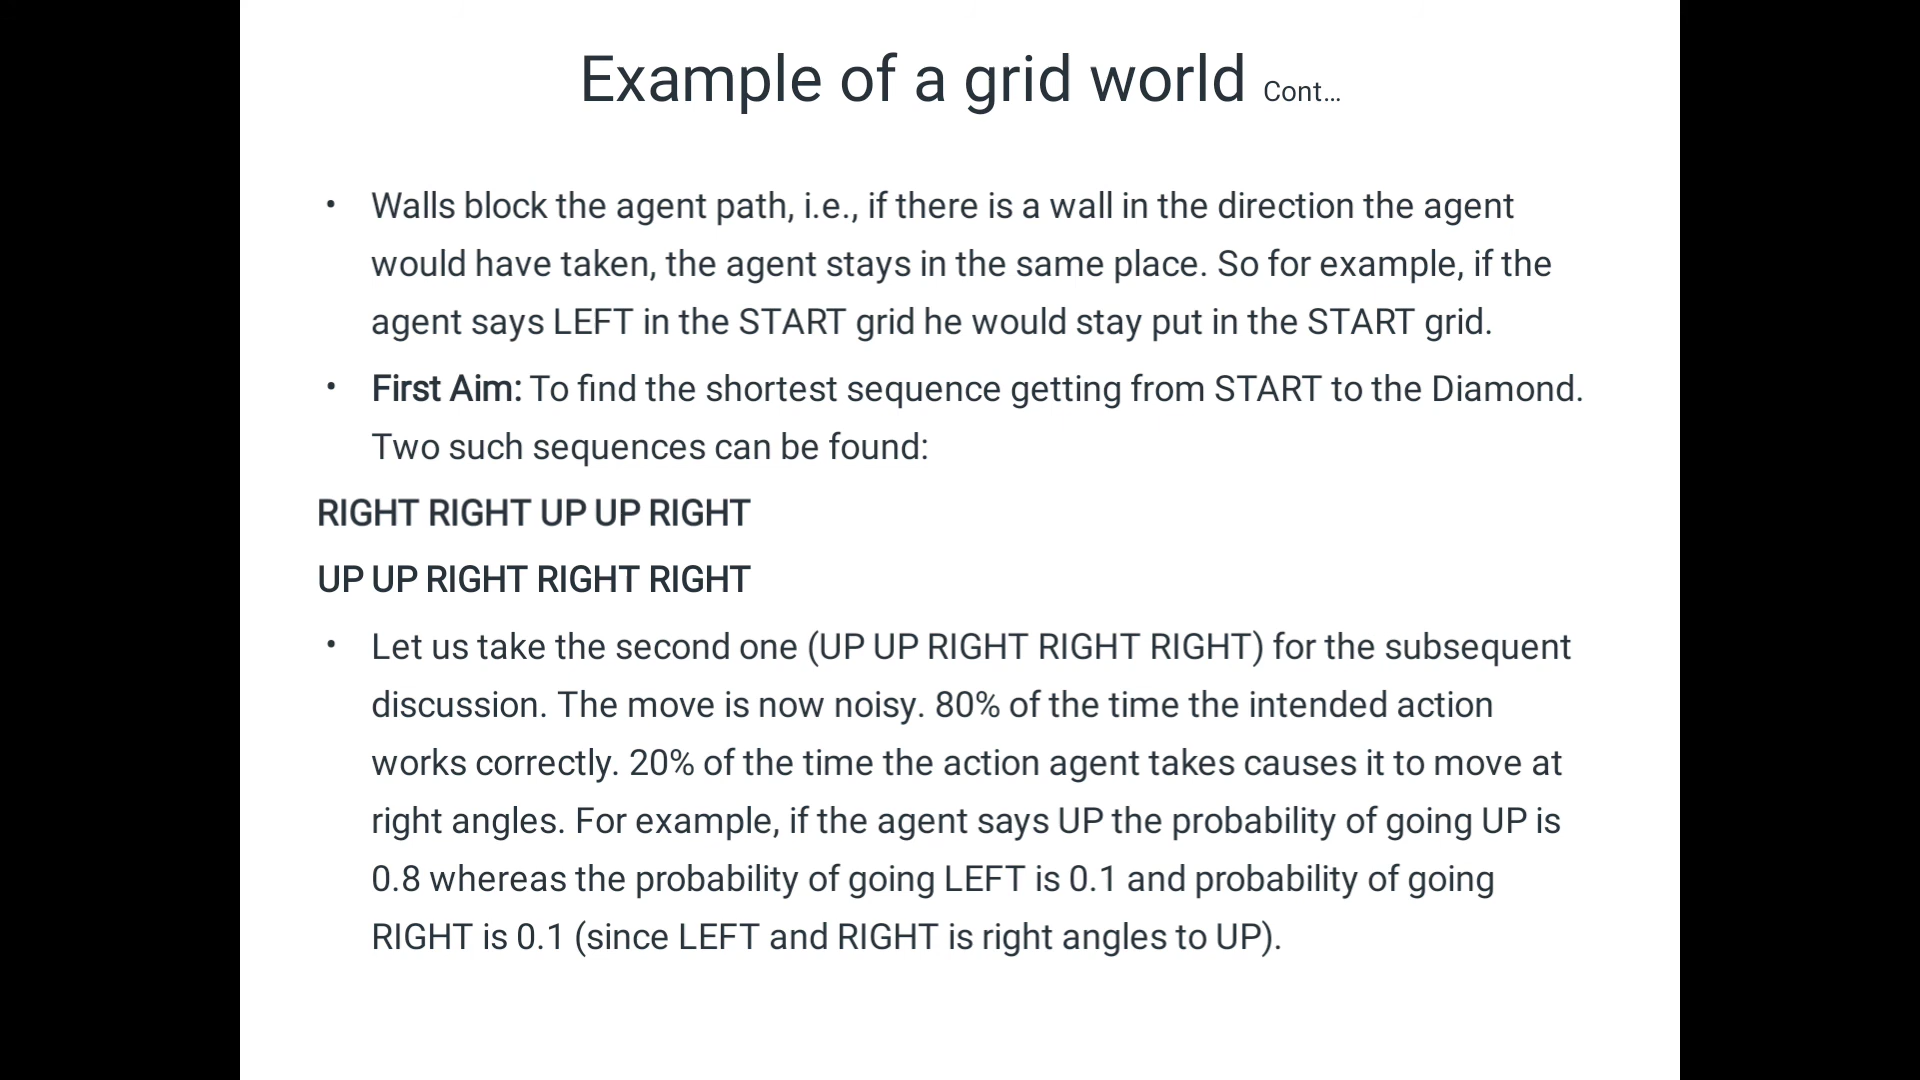 Example of a grid world Cont...
• Walls block the agent path, i.e., if there is a wall in the direction the agent
would have taken, the agent stays in the same place. So for example, if the
agent says LEFT in the START grid he would stay put in the START grid.
• First Aim: To find the shortest sequence getting from START to the Diamond.
Two such sequences can be found:
RIGHT RIGHT UP UP RIGHT
UP UP RIGHT RIGHT RIGHT
• Let us take the second one (UP UP RIGHT RIGHT RIGHT) for the subsequent
discussion. The move is now noisy. 80% of the time the intended action
works correctly. 20% of the time the action agent takes causes it to move at
right angles. For example, if the agent says UP the probability of going UP is
0.8 whereas the probability of going LEFT is 0.1 and probability of going
RIGHT is 0.1 (since LEFT and RIGHT is right angles to UP).